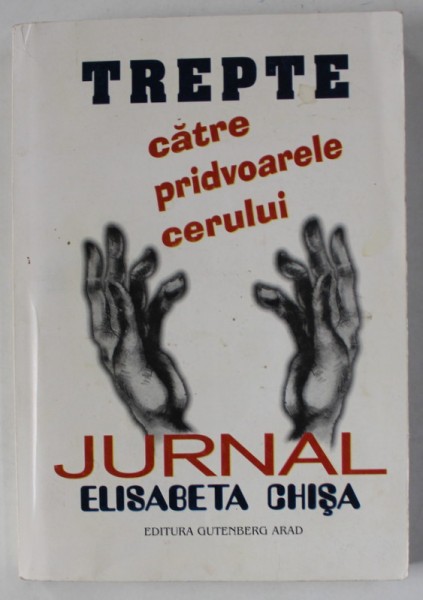 TREPTE
către
pridvoarele
cerului
JURNAL
ELISABETA CHIŞA
EDITURA GUTENBERG ARAD